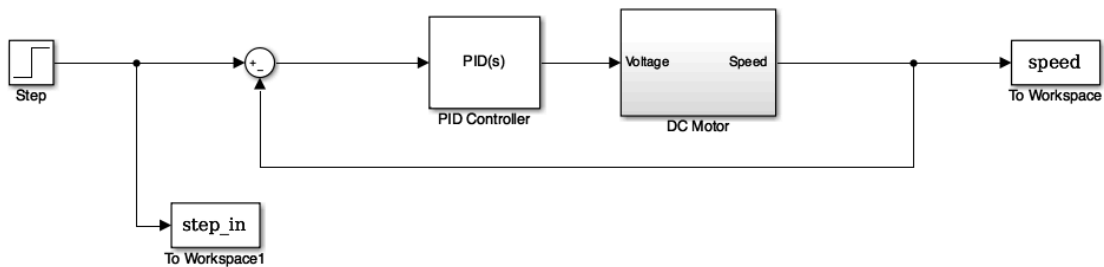 Step
+
−
PID(s)
PID Controller
Voltage
Speed
DC Motor
speed
To Workspace
step_in
To Workspace1